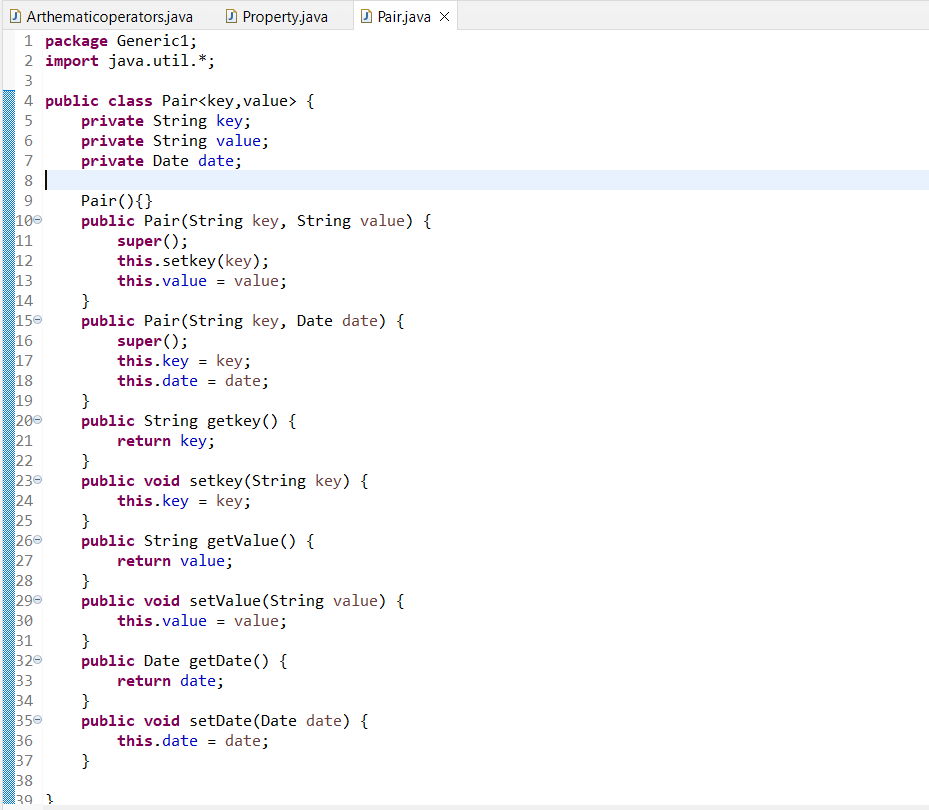 Arthematicoperators.java Property.java Pair.java
1 package Generic1;
2 import java.util.*;
3
4 public class Pair<key,value> {
5 private String key;
6 private String value;
7 private Date date;
8
9 Pair(){}
10 public Pair(String key, String value) {
11 super();
12 this.setkey(key);
13 this.value = value;
14 }
15 public Pair(String key, Date date) {
16 super();
17 this.key = key;
18 this.date = date;
19 }
20 public String getkey() {
21 return key;
22 }
23 public void setkey(String key) {
24 this.key = key;
25 }
26 public String getValue() {
27 return value;
28 }
29 public void setValue(String value) {
30 this.value = value;
31 }
32 public Date getDate() {
33 return date;
34 }
35 public void setDate(Date date) {
36 this.date = date;
37 }
38
39 }